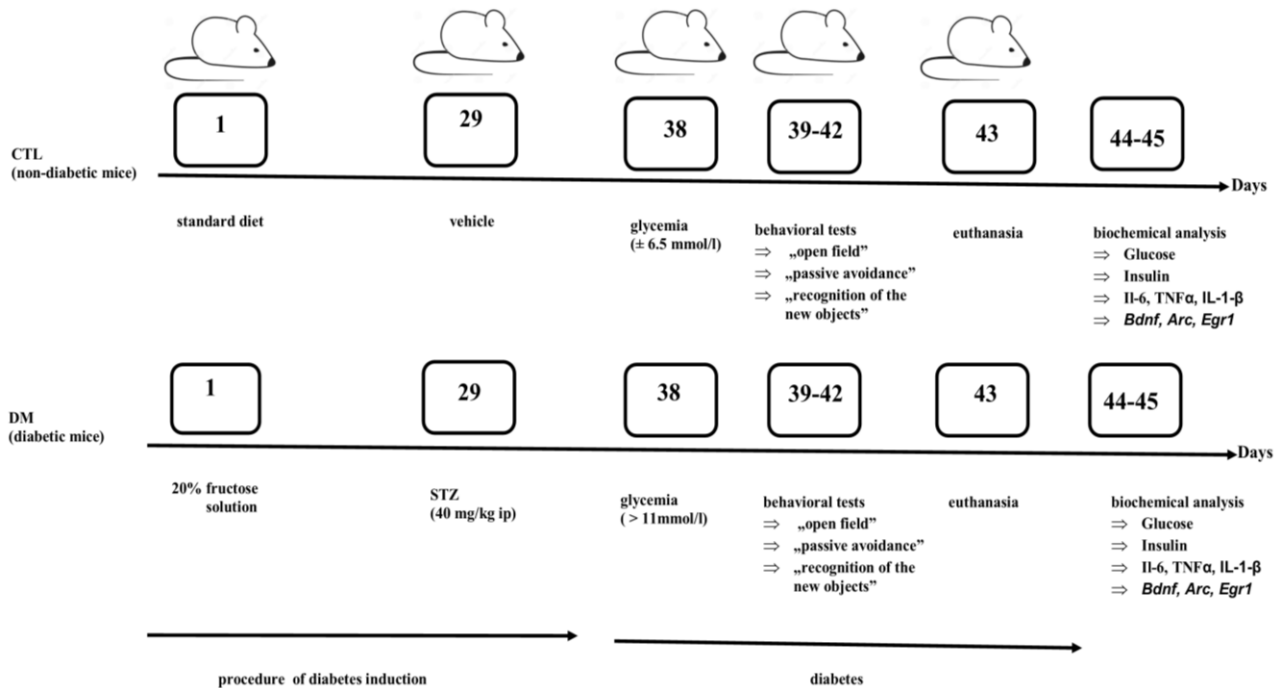 1
29
38
39-42
43
44-45
CTL
(non-diabetic mice)
Days
standard diet
vehicle
glycemia
(± 6.5 mmol/l)
behavioral tests
⇒ „open field”
⇒ „passive avoidance”
⇒ „recognition of the
new objects”
euthanasia
biochemical analysis
⇒ Glucose
⇒ Insulin
⇒ Il-6, TNFα, IL-1-β
⇒ Bdnf, Arc, Egr1
1
29
38
39-42
43
44-45
DM
(diabetic mice)
Days
20% fructose
solution
STZ
(40 mg/kg ip)
glycemia
( > 11mmol/l)
behavioral tests
⇒ „open field”
⇒ „passive avoidance”
⇒ „recognition of the
new objects”
euthanasia
biochemical analysis
⇒ Glucose
⇒ Insulin
⇒ Il-6, TNFα, IL-1-β
⇒ Bdnf, Arc, Egr1
procedure of diabetes induction
diabetes